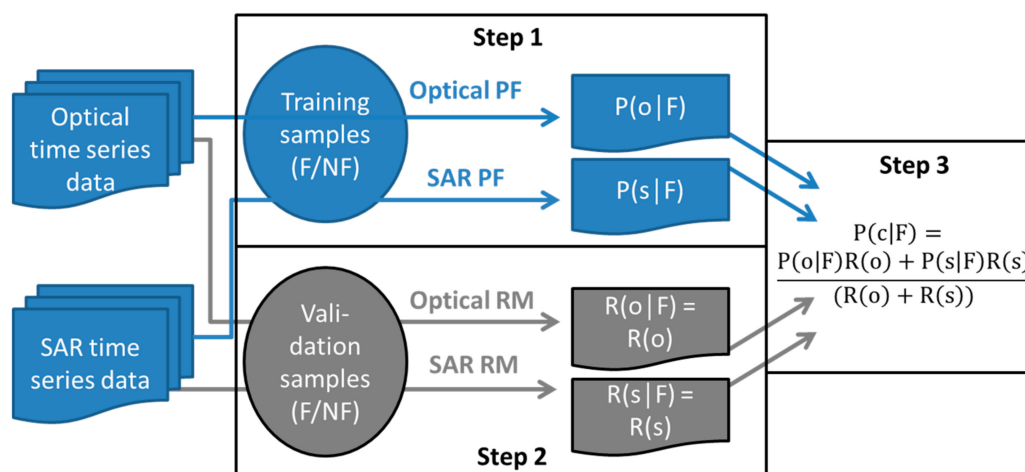 Step 1
Optical
time series
data
Training
samples
(F/NF)
Optical PF
P(o|F)
SAR PF
P(s|F)
Step 3
P(c|F) =
P(o|F)R(o) + P(s|F)R(s)
(R(o) + R(s))
SAR time
series data
Vali-
dation
samples
(F/NF)
Optical RM
R(o|F) =
R(o)
SAR RM
R(s|F) =
R(s)
Step 2